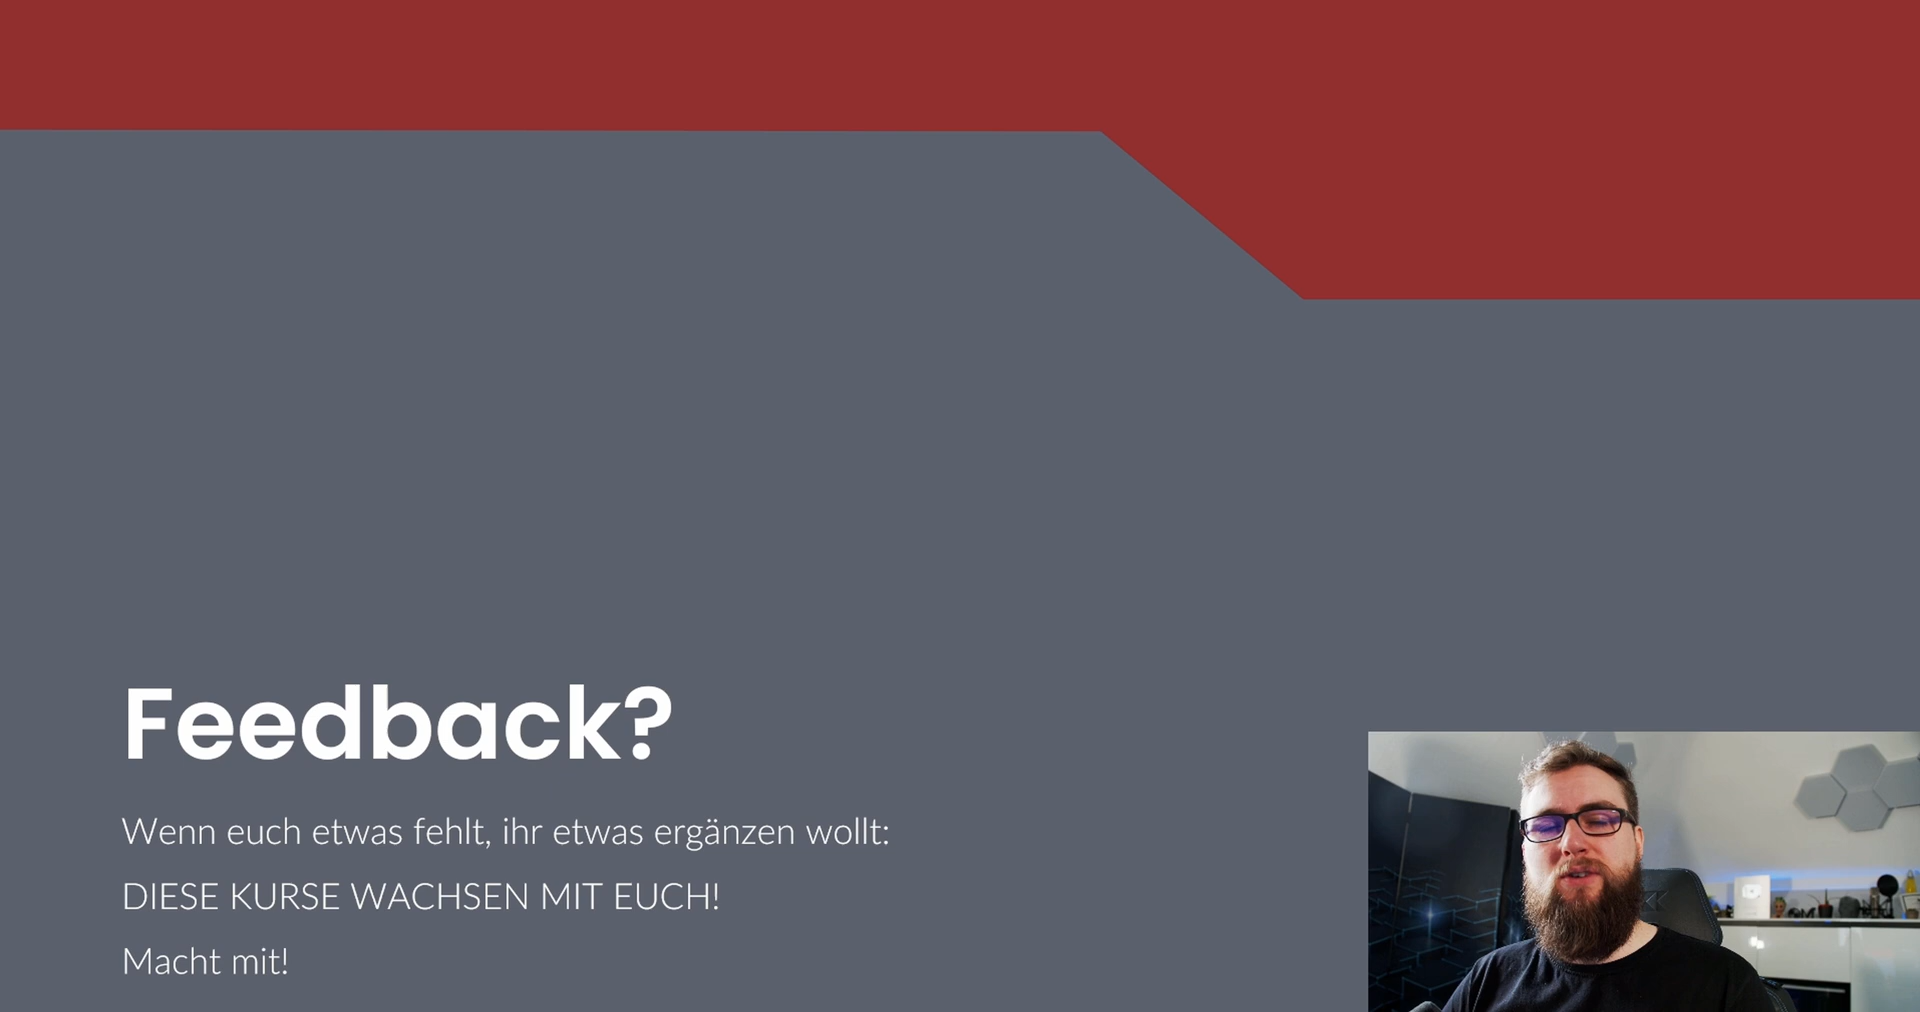 Feedback?
Wenn euch etwas fehlt, ihr etwas ergänzen wollt:
DIESE KURSE WACHSEN MIT EUCH!
Macht mit!